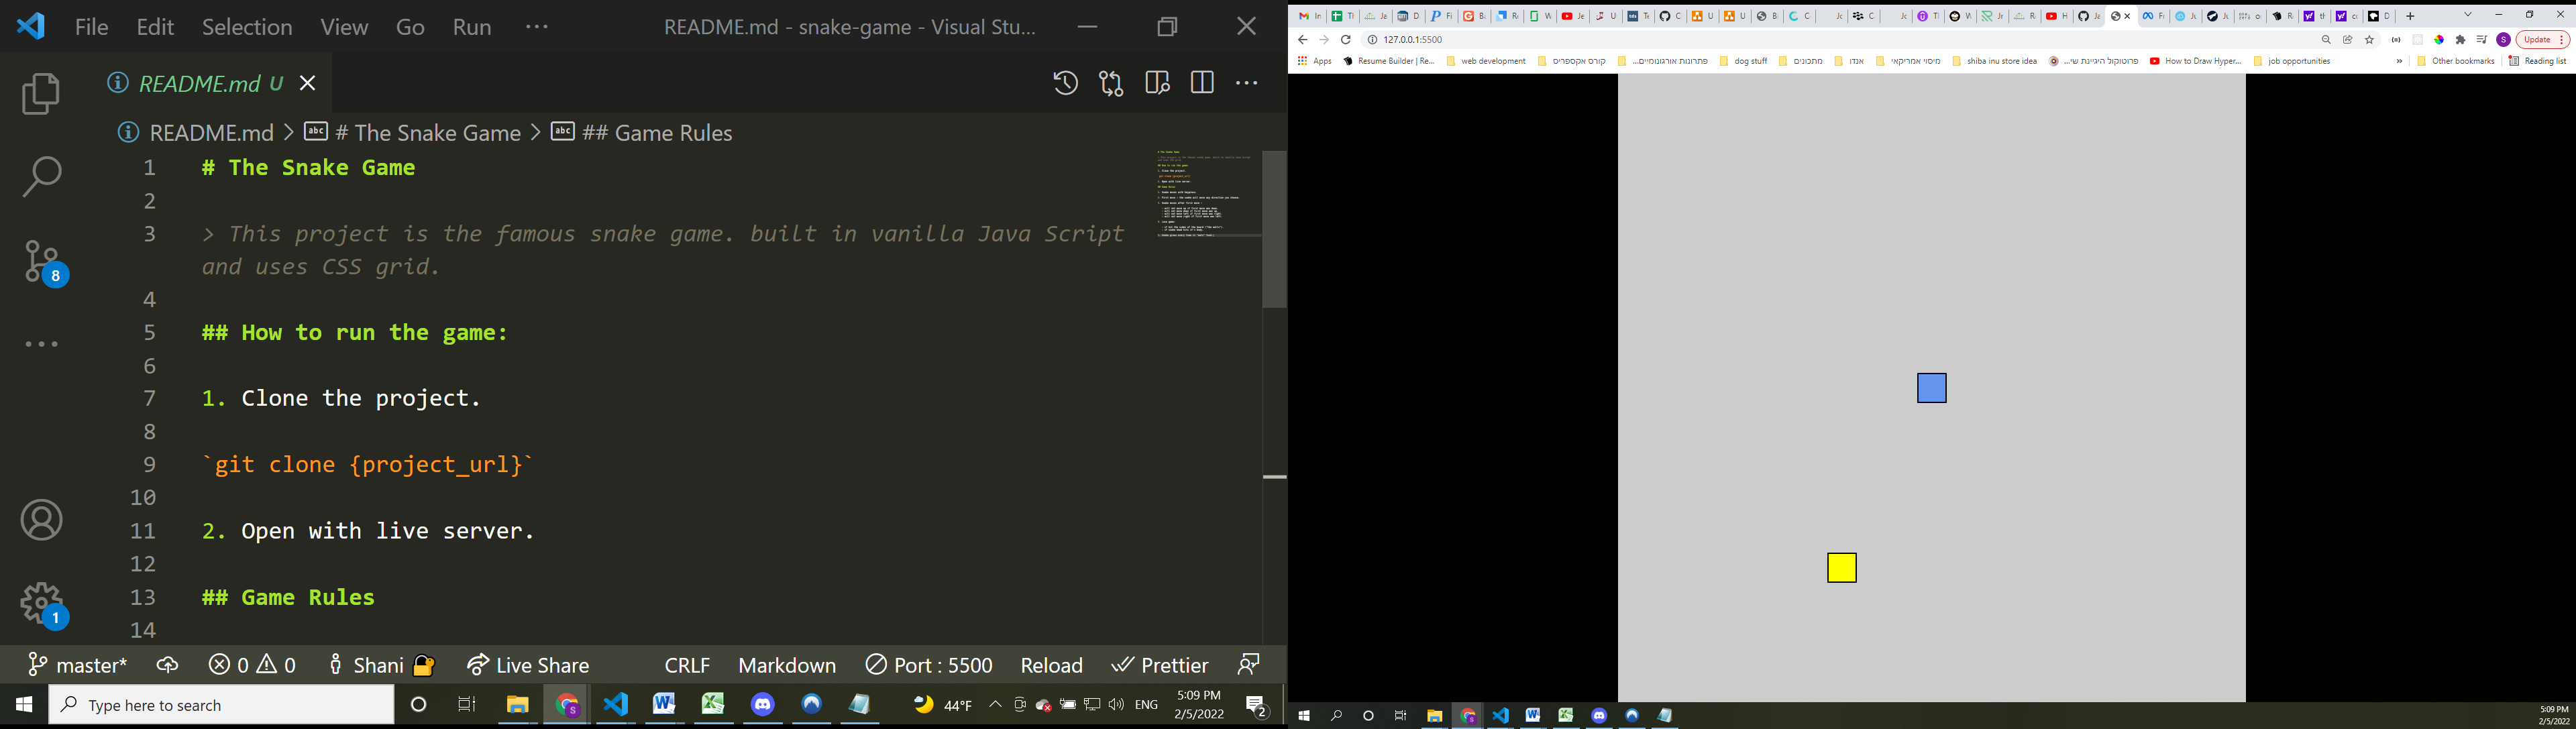 File Edit Selection View Go Run ··· README.md - snake-game - Visual Stu...
README.md U
README.md > # The Snake Game > ## Game Rules
1 # The Snake Game
2
3 > This project is the famous snake game. built in vanilla Java Script
and uses CSS grid.
4
5 ## How to run the game:
6
7 1. Clone the project.
8
9 `git clone {project_url}`
10
11 2. Open with live server.
12
13 ## Game Rules
14
8
1
master* 0 0 Shani Live Share CRLF Markdown Port : 5500 Reload Prettier
Type here to search
44°F ENG
5:09 PM
2/5/2022
2
127.0.0.1:5500
Update
Apps Resume Builder | Re... web development קורס אקספריס פתרונות אורגונומיים... dog stuff מתכונים אנדו מיסוי אמריקאי shiba inu store idea פרוטוקול היגיינת שי... How to Draw Hyper... job opportunities » Other bookmarks Reading list
5:09 PM
2/5/2022